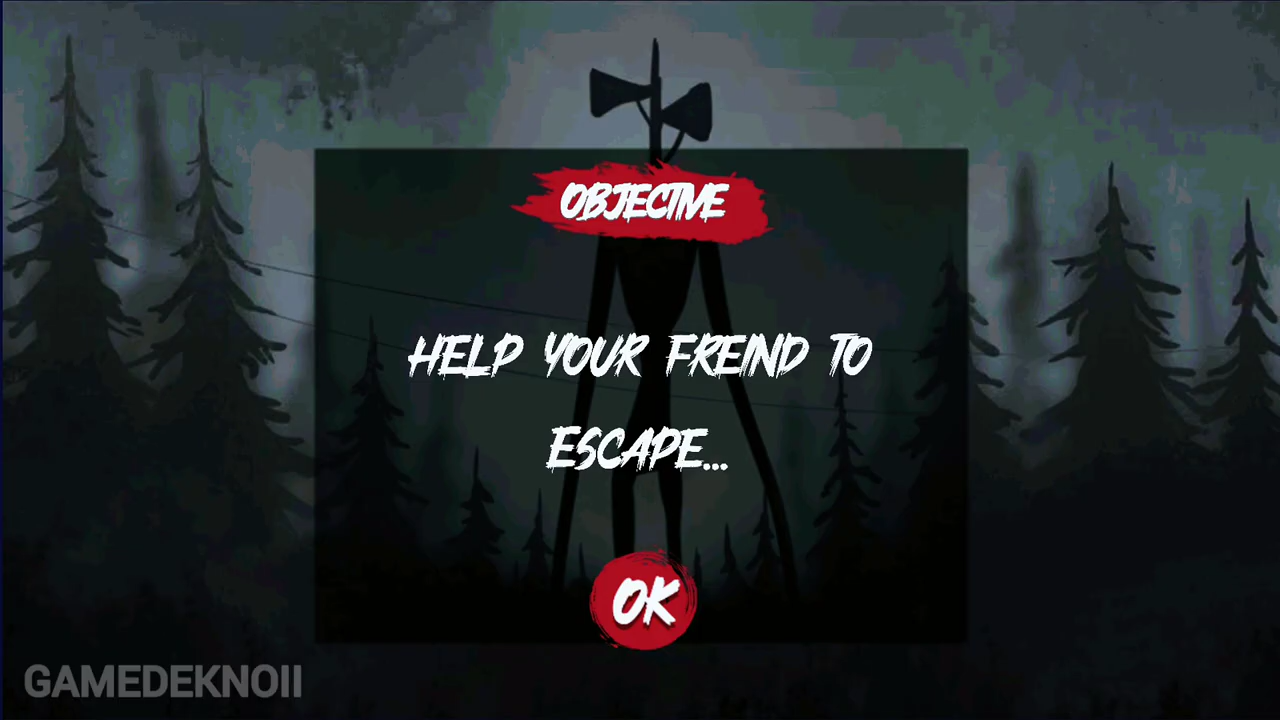 OBJECTIVE
HELP YOUR FREIND TO
ESCAPE...
OK
GAMEDEKNOII